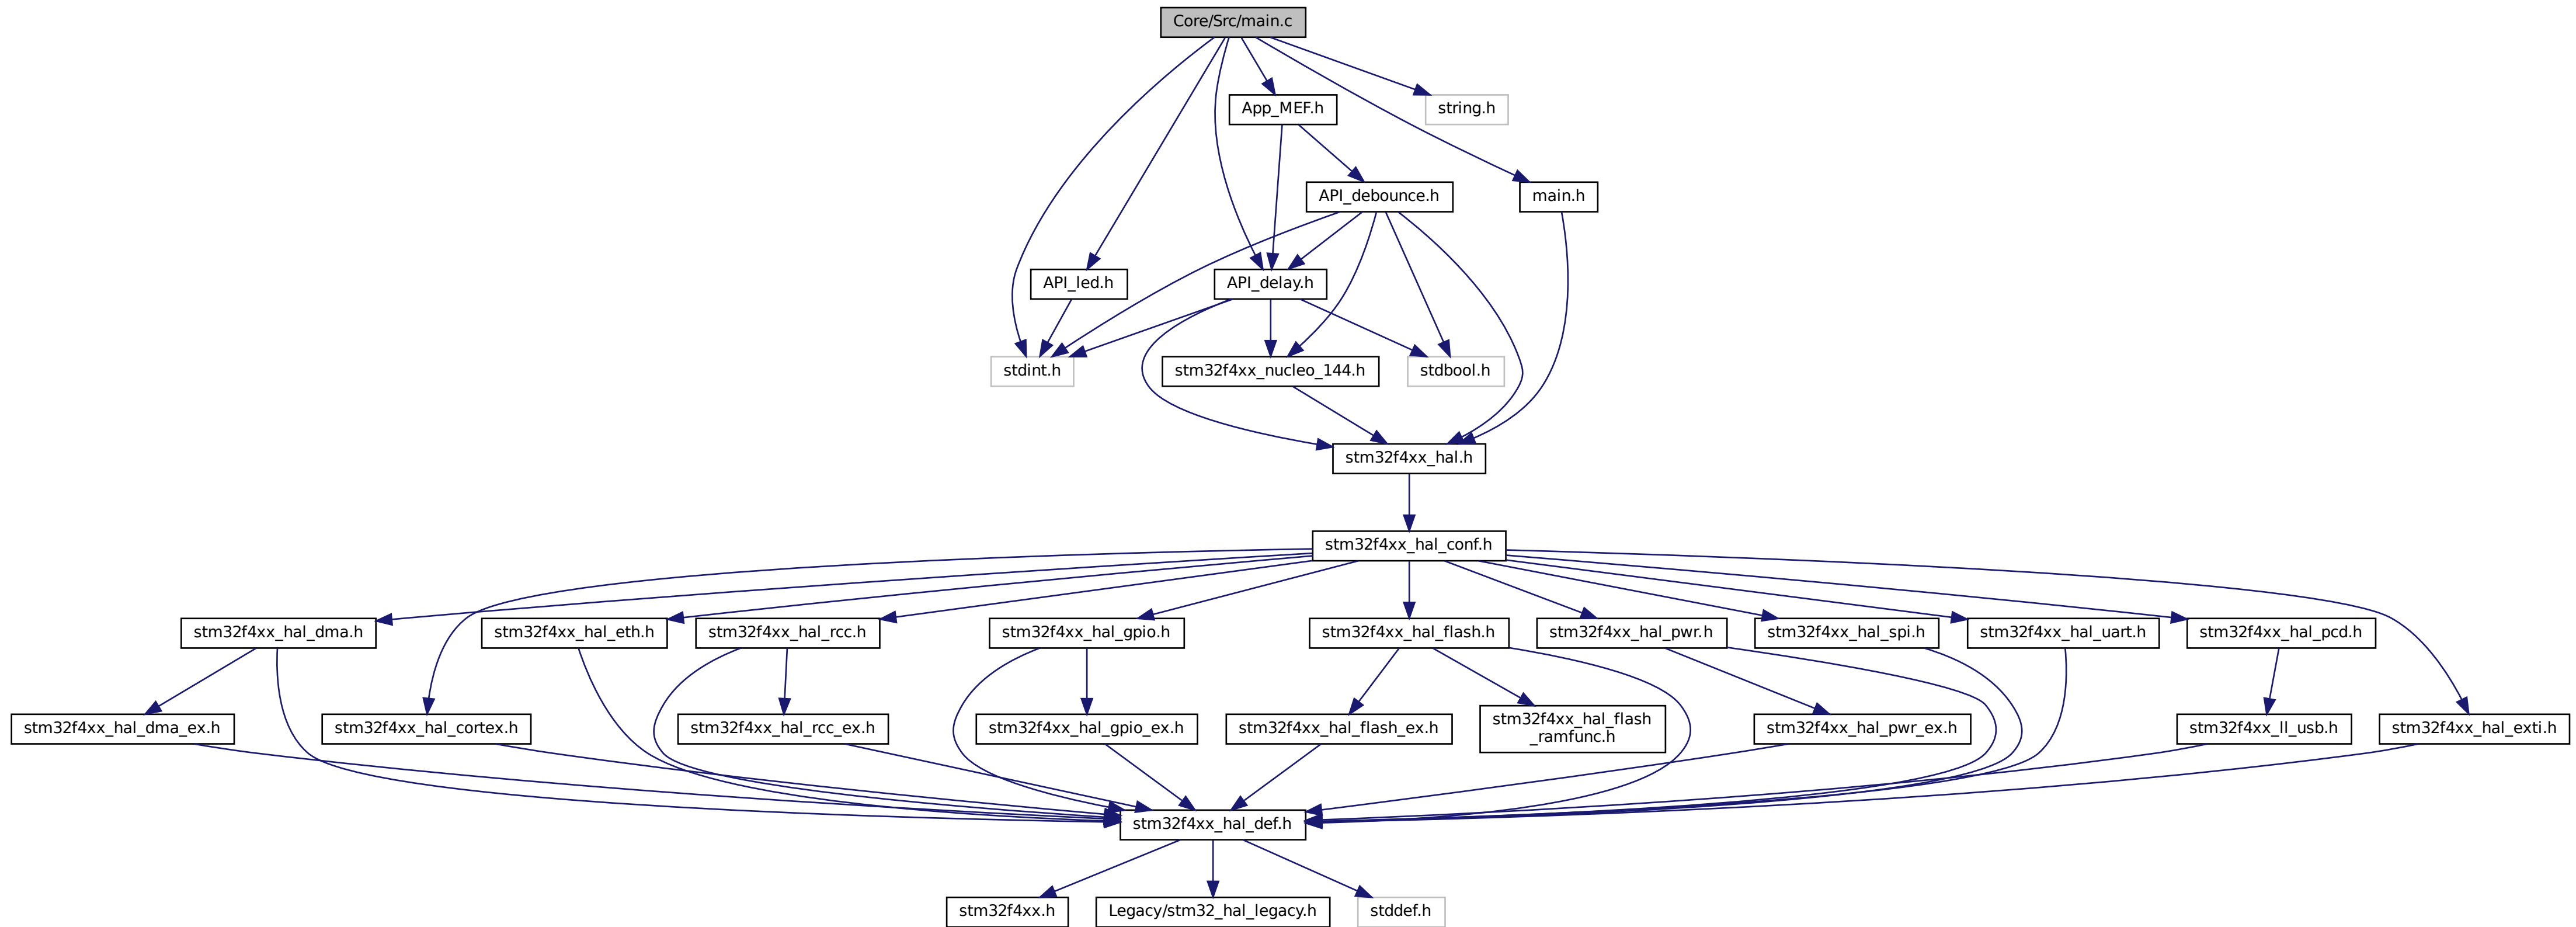 Core/Src/main.c
App_MEF.h
string.h
API_debounce.h
main.h
API_led.h
API_delay.h
stdint.h
stm32f4xx_nucleo_144.h
stdbool.h
stm32f4xx_hal.h
stm32f4xx_hal_conf.h
stm32f4xx_hal_dma.h
stm32f4xx_hal_eth.h
stm32f4xx_hal_rcc.h
stm32f4xx_hal_gpio.h
stm32f4xx_hal_flash.h
stm32f4xx_hal_pwr.h
stm32f4xx_hal_spi.h
stm32f4xx_hal_uart.h
stm32f4xx_hal_pcd.h
stm32f4xx_hal_dma_ex.h
stm32f4xx_hal_cortex.h
stm32f4xx_hal_rcc_ex.h
stm32f4xx_hal_gpio_ex.h
stm32f4xx_hal_flash_ex.h
stm32f4xx_hal_flash
_ramfunc.h
stm32f4xx_hal_pwr_ex.h
stm32f4xx_ll_usb.h
stm32f4xx_hal_exti.h
stm32f4xx_hal_def.h
stm32f4xx.h
Legacy/stm32_hal_legacy.h
stddef.h